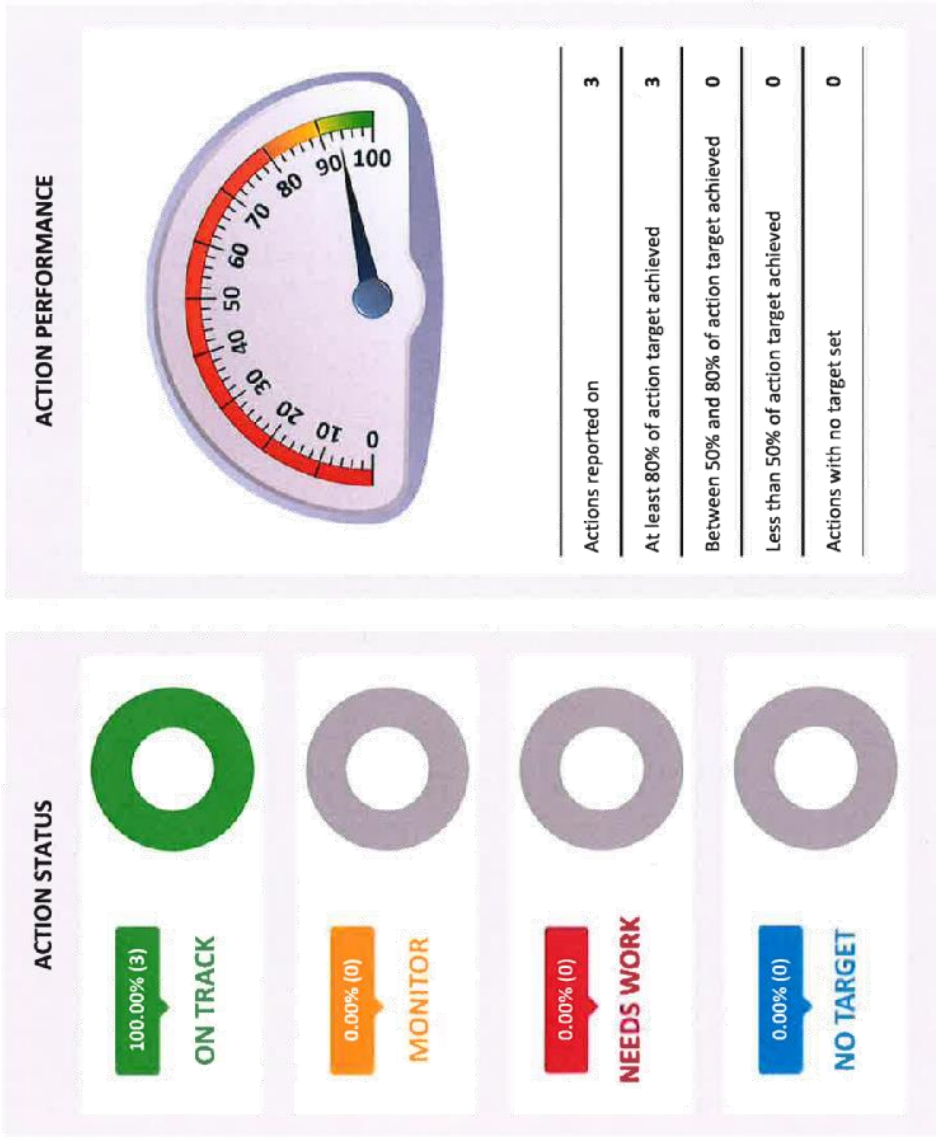 ACTION STATUS
100.00% (3)
ON TRACK
0.00% (0)
MONITOR
0.00% (0)
NEEDS WORK
0.00% (0)
NO TARGET
ACTION PERFORMANCE
0
10
20
30
40
50
60
70
80
90
100
Actions reported on 3
At least 80% of action target achieved 3
Between 50% and 80% of action target achieved 0
Less than 50% of action target achieved 0
Actions with no target set 0